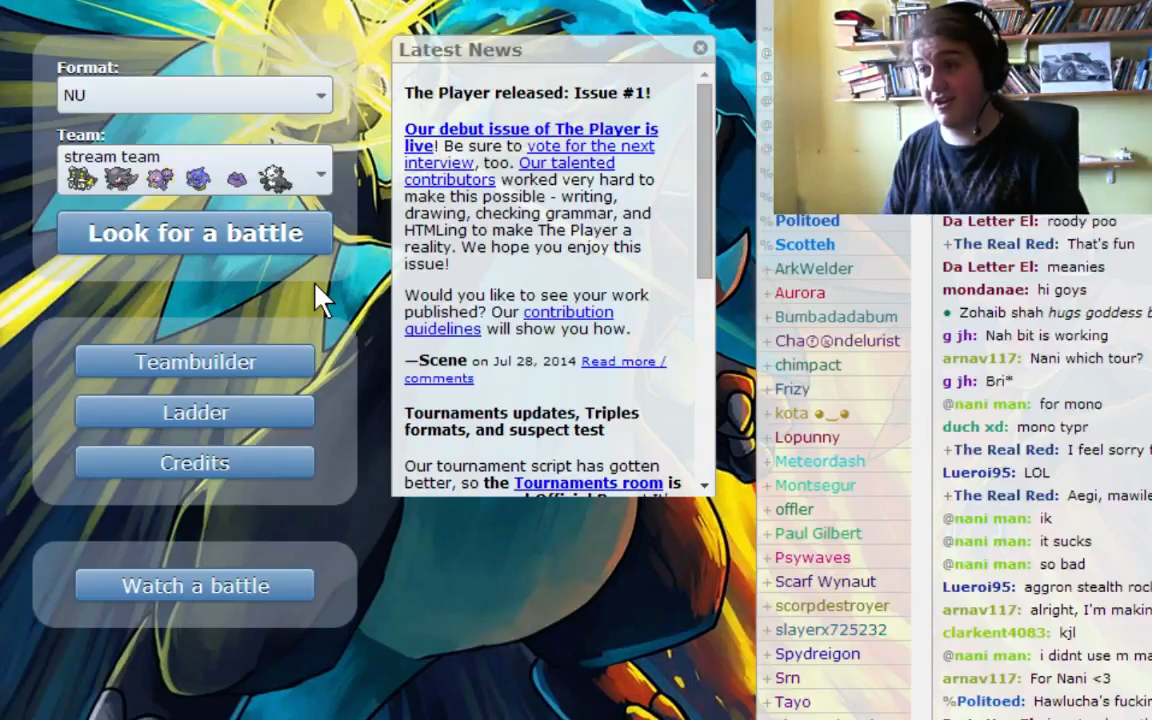 Format:
NU
Team:
stream team
Look for a battle
Teambuilder
Ladder
Credits
Watch a battle
Latest News
The Player released: Issue #1!
Our debut issue of The Player is
live! Be sure to vote for the next
interview, too. Our talented
contributors worked very hard to
make this possible - writing,
drawing, checking grammar, and
HTMLing to make The Player a
reality. We hope you enjoy this
issue!
Would you like to see your work
published? Our contribution
guidelines will show you how.
—Scene on Jul 28, 2014 Read more /
comments
Tournaments updates, Triples
formats, and suspect test
Our tournament script has gotten
better, so the Tournaments room is
%Politoed
%Scotteh
+ArkWelder
+Aurora
+Bumbadadabum
+Chaⓕⓧndelurist
+chimpact
+Frizy
+kota ◕‿◕
+Lopunny
+Meteordash
+Montsegur
+offler
+Paul Gilbert
+Psywaves
+Scarf Wynaut
+scorpdestroyer
+slayerx725232
+Spydreigon
+Srn
+Tayo
Da Letter El: roody poo
+The Real Red: That's fun
Da Letter El: meanies
mondanae: hi goys
• Zohaib shah hugs goddess
g jh: Nah bit is working
arnav117: Nani which tour?
g jh: Bri*
@nani man: for mono
duch xd: mono typr
+The Real Red: I feel sorry
Lueroi95: LOL
+The Real Red: Aegi, mawile
@nani man: ik
@nani man: it sucks
@nani man: so bad
Lueroi95: aggron stealth roc
arnav117: alright, I'm makin
clarkent4083: kjl
@nani man: i didnt use m ma
arnav117: For Nani <3
%Politoed: Hawlucha's fuckin